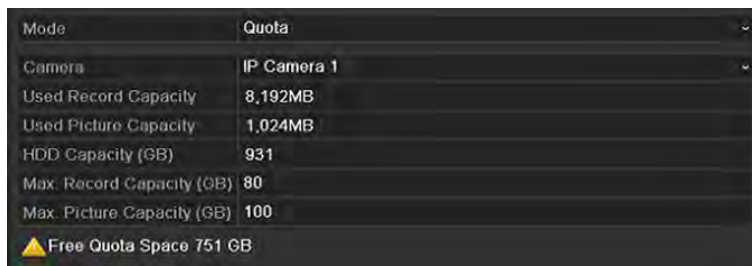 Mode Quota
Camera IP Camera 1
Used Record Capacity 8,192MB
Used Picture Capacity 1,024MB
HDD Capacity (GB) 931
Max. Record Capacity (GB) 80
Max. Picture Capacity (GB) 100
Free Quota Space 751 GB